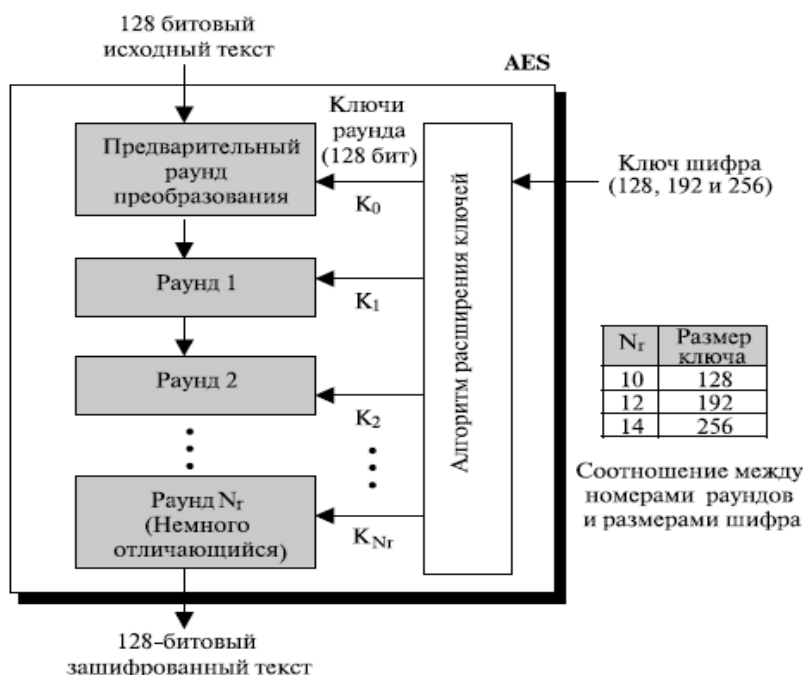 128 битовый
исходный текст
AES
Ключи
раунда
(128 бит)
Предварительный
раунд
преобразования
K0
Раунд 1
K1
Раунд 2
K2
Раунд Nr
(Немного
отличающийся)
KNr
Алгоритм расширения ключей
Ключ шифра
(128, 192 и 256)
Nr Размер ключа
10 128
12 192
14 256
Соотношение между
номерами раундов
и размерами шифра
128-битовый
зашифрованный текст